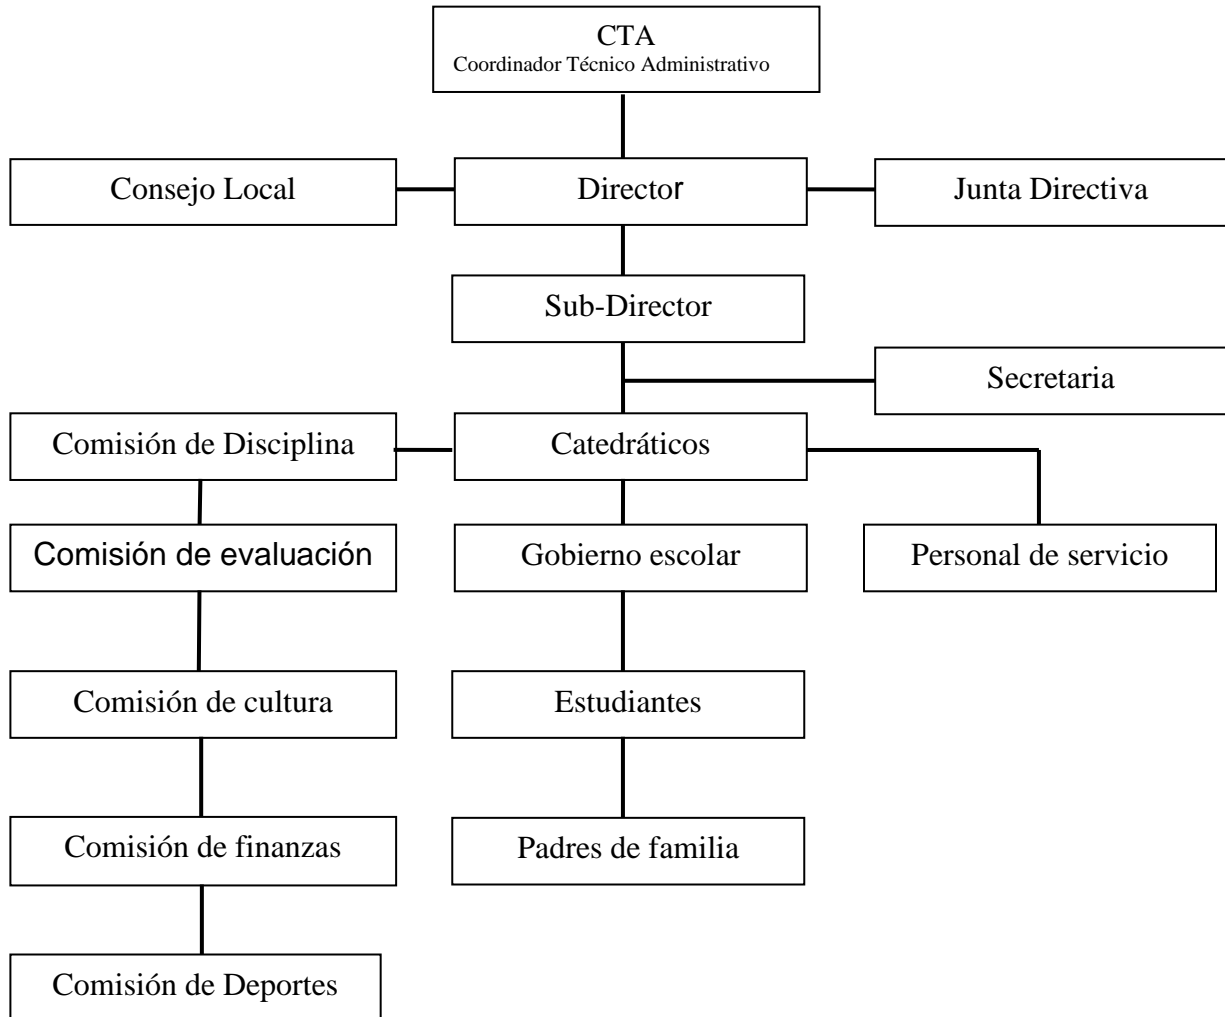 CTA
Coordinador Técnico Administrativo
Consejo Local
Director
Junta Directiva
Sub-Director
Secretaria
Comisión de Disciplina
Catedráticos
Comisión de evaluación
Gobierno escolar
Personal de servicio
Comisión de cultura
Estudiantes
Comisión de finanzas
Padres de familia
Comisión de Deportes